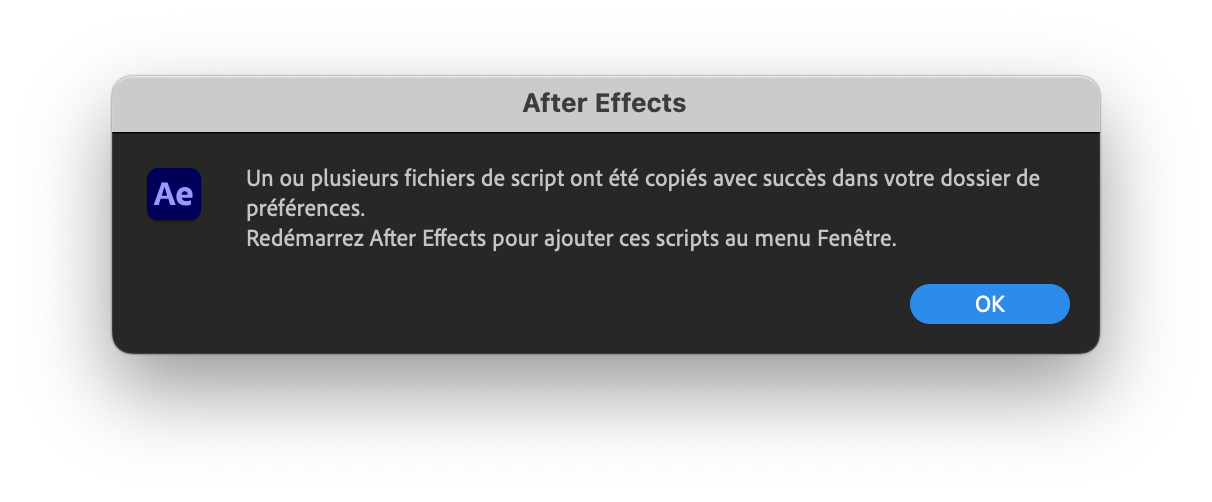 After Effects
Ae
Un ou plusieurs fichiers de script ont été copiés avec succès dans votre dossier de
préférences.
Redémarrez After Effects pour ajouter ces scripts au menu Fenêtre.
OK